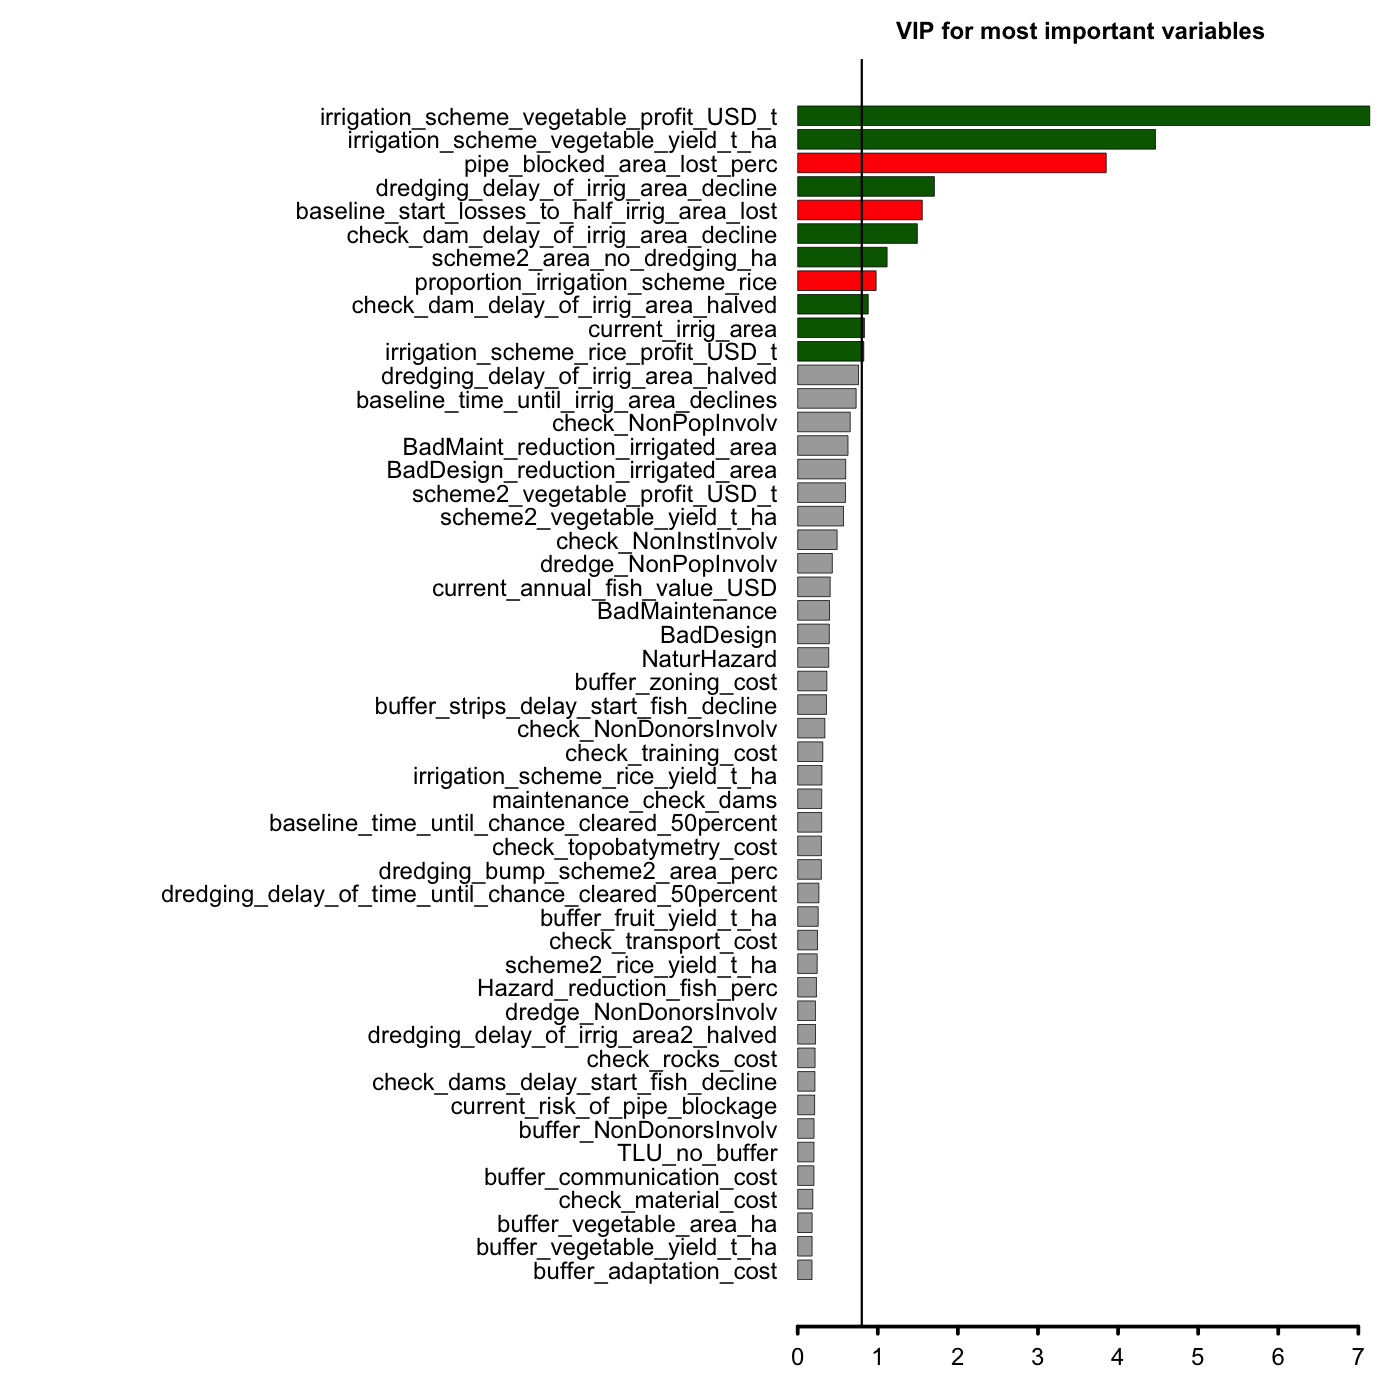 VIP for most important variables
irrigation_scheme_vegetable_profit_USD_t
irrigation_scheme_vegetable_yield_t_ha
pipe_blocked_area_lost_perc
dredging_delay_of_irrig_area_decline
baseline_start_losses_to_half_irrig_area_lost
check_dam_delay_of_irrig_area_decline
scheme2_area_no_dredging_ha
proportion_irrigation_scheme_rice
check_dam_delay_of_irrig_area_halved
current_irrig_area
irrigation_scheme_rice_profit_USD_t
dredging_delay_of_irrig_area_halved
baseline_time_until_irrig_area_declines
check_NonPopInvolv
BadMaint_reduction_irrigated_area
BadDesign_reduction_irrigated_area
scheme2_vegetable_profit_USD_t
scheme2_vegetable_yield_t_ha
check_NonInstInvolv
dredge_NonPopInvolv
current_annual_fish_value_USD
BadMaintenance
BadDesign
NaturHazard
buffer_zoning_cost
buffer_strips_delay_start_fish_decline
check_NonDonorsInvolv
check_training_cost
irrigation_scheme_rice_yield_t_ha
maintenance_check_dams
baseline_time_until_chance_cleared_50percent
check_topobatymetry_cost
dredging_bump_scheme2_area_perc
dredging_delay_of_time_until_chance_cleared_50percent
buffer_fruit_yield_t_ha
check_transport_cost
scheme2_rice_yield_t_ha
Hazard_reduction_fish_perc
dredge_NonDonorsInvolv
dredging_delay_of_irrig_area2_halved
check_rocks_cost
check_dams_delay_start_fish_decline
current_risk_of_pipe_blockage
buffer_NonDonorsInvolv
TLU_no_buffer
buffer_communication_cost
check_material_cost
buffer_vegetable_area_ha
buffer_vegetable_yield_t_ha
buffer_adaptation_cost
0 1 2 3 4 5 6 7